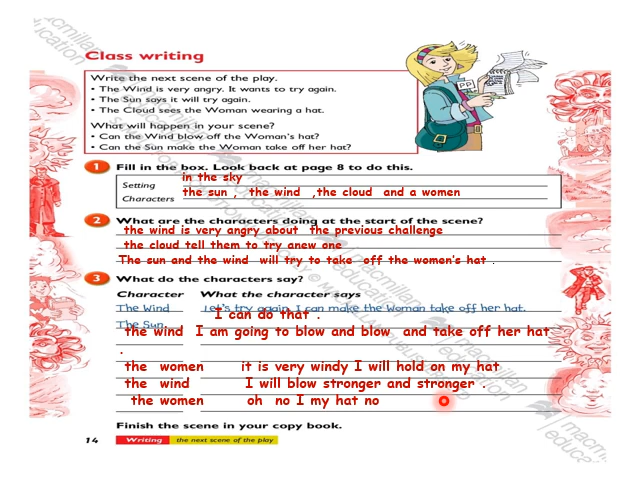 Class writing
Write the next scene of the play.
• The Wind is very angry. It wants to try again.
• The Sun says it will try again.
• The Cloud sees the Woman wearing a hat.
What will happen in your scene?
• Can the Wind blow off the Woman's hat?
• Can the Sun make the Woman take off her hat?
1 Fill in the box. Look back at page 8 to do this.
Setting in the sky
Characters the sun , the wind ,the cloud and a women
2 What are the characters doing at the start of the scene?
the wind is very angry about the previous challenge
the cloud tell them to try anew one
The sun and the wind will try to take off the women's hat .
3 What do the characters say?
Character What the character says
The Wind Let's try again. I can make the Woman take off her hat.
The Sun I can do that .
the wind I am going to blow and blow and take off her hat
.
the women it is very windy I will hold on my hat
the wind I will blow stronger and stronger .
the women oh no I my hat no
Finish the scene in your copy book.
14 Writing the next scene of the play
PP
macmillan
education